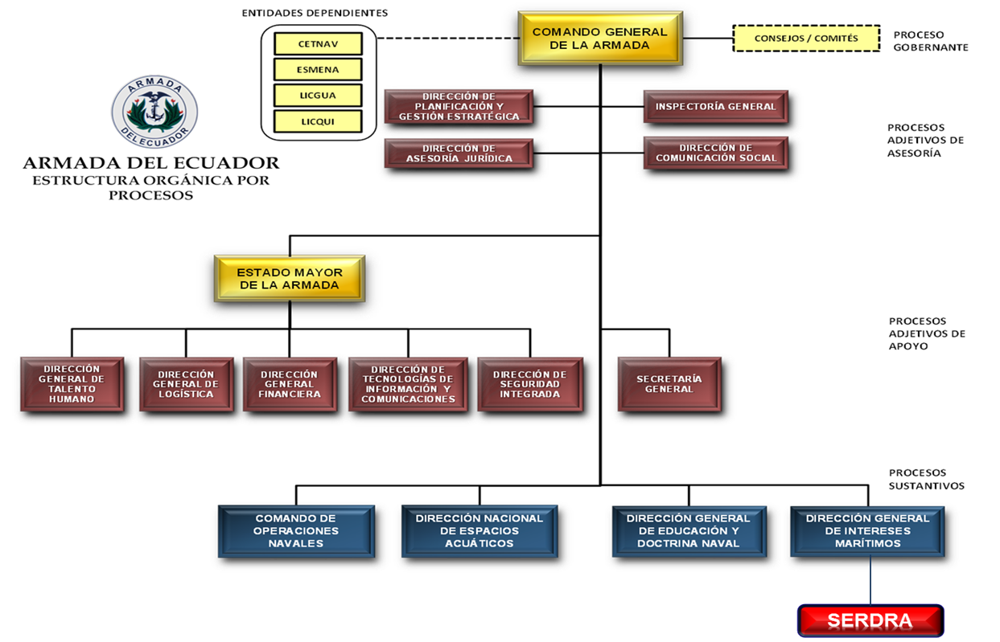 ENTIDADES DEPENDIENTES
CETNAV
ESMENA
LICGUA
LICQUI
COMANDO GENERAL
DE LA ARMADA
CONSEJOS / COMITÉS
PROCESO
GOBERNANTE
ARMADA
DEL ECUADOR
ARMADA DEL ECUADOR
ESTRUCTURA ORGÁNICA POR
PROCESOS
DIRECCIÓN DE
PLANIFICACIÓN Y
GESTIÓN ESTRATÉGICA
INSPECTORÍA GENERAL
DIRECCIÓN DE
ASESORÍA JURÍDICA
DIRECCIÓN DE
COMUNICACIÓN SOCIAL
PROCESOS
ADJETIVOS DE
ASESORÍA
ESTADO MAYOR
DE LA ARMADA
DIRECCIÓN
GENERAL DE
TALENTO
HUMANO
DIRECCIÓN
GENERAL DE
LOGÍSTICA
DIRECCIÓN
GENERAL
FINANCIERA
DIRECCIÓN DE
TECNOLOGÍAS DE
INFORMACIÓN Y
COMUNICACIONES
DIRECCIÓN DE
SEGURIDAD
INTEGRADA
SECRETARÍA
GENERAL
PROCESOS
ADJETIVOS DE
APOYO
PROCESOS
SUSTANTIVOS
COMANDO DE
OPERACIONES
NAVALES
DIRECCIÓN NACIONAL
DE ESPACIOS
ACUÁTICOS
DIRECCIÓN GENERAL
DE EDUCACIÓN Y
DOCTRINA NAVAL
DIRECCIÓN GENERAL
DE INTERESES
MARÍTIMOS
SERDRA